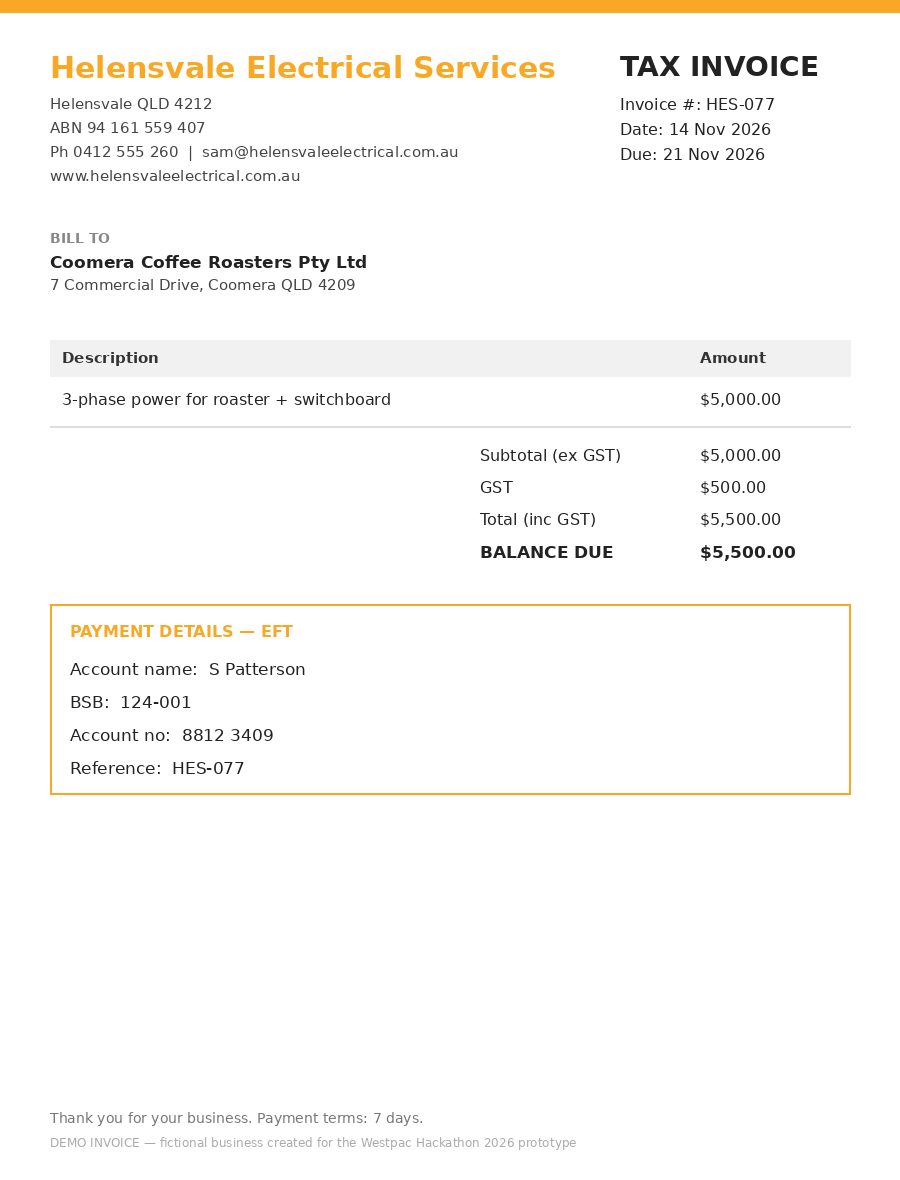 Helensvale Electrical Services
TAX INVOICE
Helensvale QLD 4212
ABN 94 161 559 407
Ph 0412 555 260  |  sam@helensvaleelectrical.com.au
www.helensvaleelectrical.com.au
Invoice #: HES-077
Date: 14 Nov 2026
Due: 21 Nov 2026
BILL TO
Coomera Coffee Roasters Pty Ltd
7 Commercial Drive, Coomera QLD 4209
Description Amount
3-phase power for roaster + switchboard $5,000.00
Subtotal (ex GST) $5,000.00
GST $500.00
Total (inc GST) $5,500.00
BALANCE DUE $5,500.00
PAYMENT DETAILS — EFT
Account name:  S Patterson
BSB:  124-001
Account no:  8812 3409
Reference:  HES-077
Thank you for your business. Payment terms: 7 days.
DEMO INVOICE — fictional business created for the Westpac Hackathon 2026 prototype